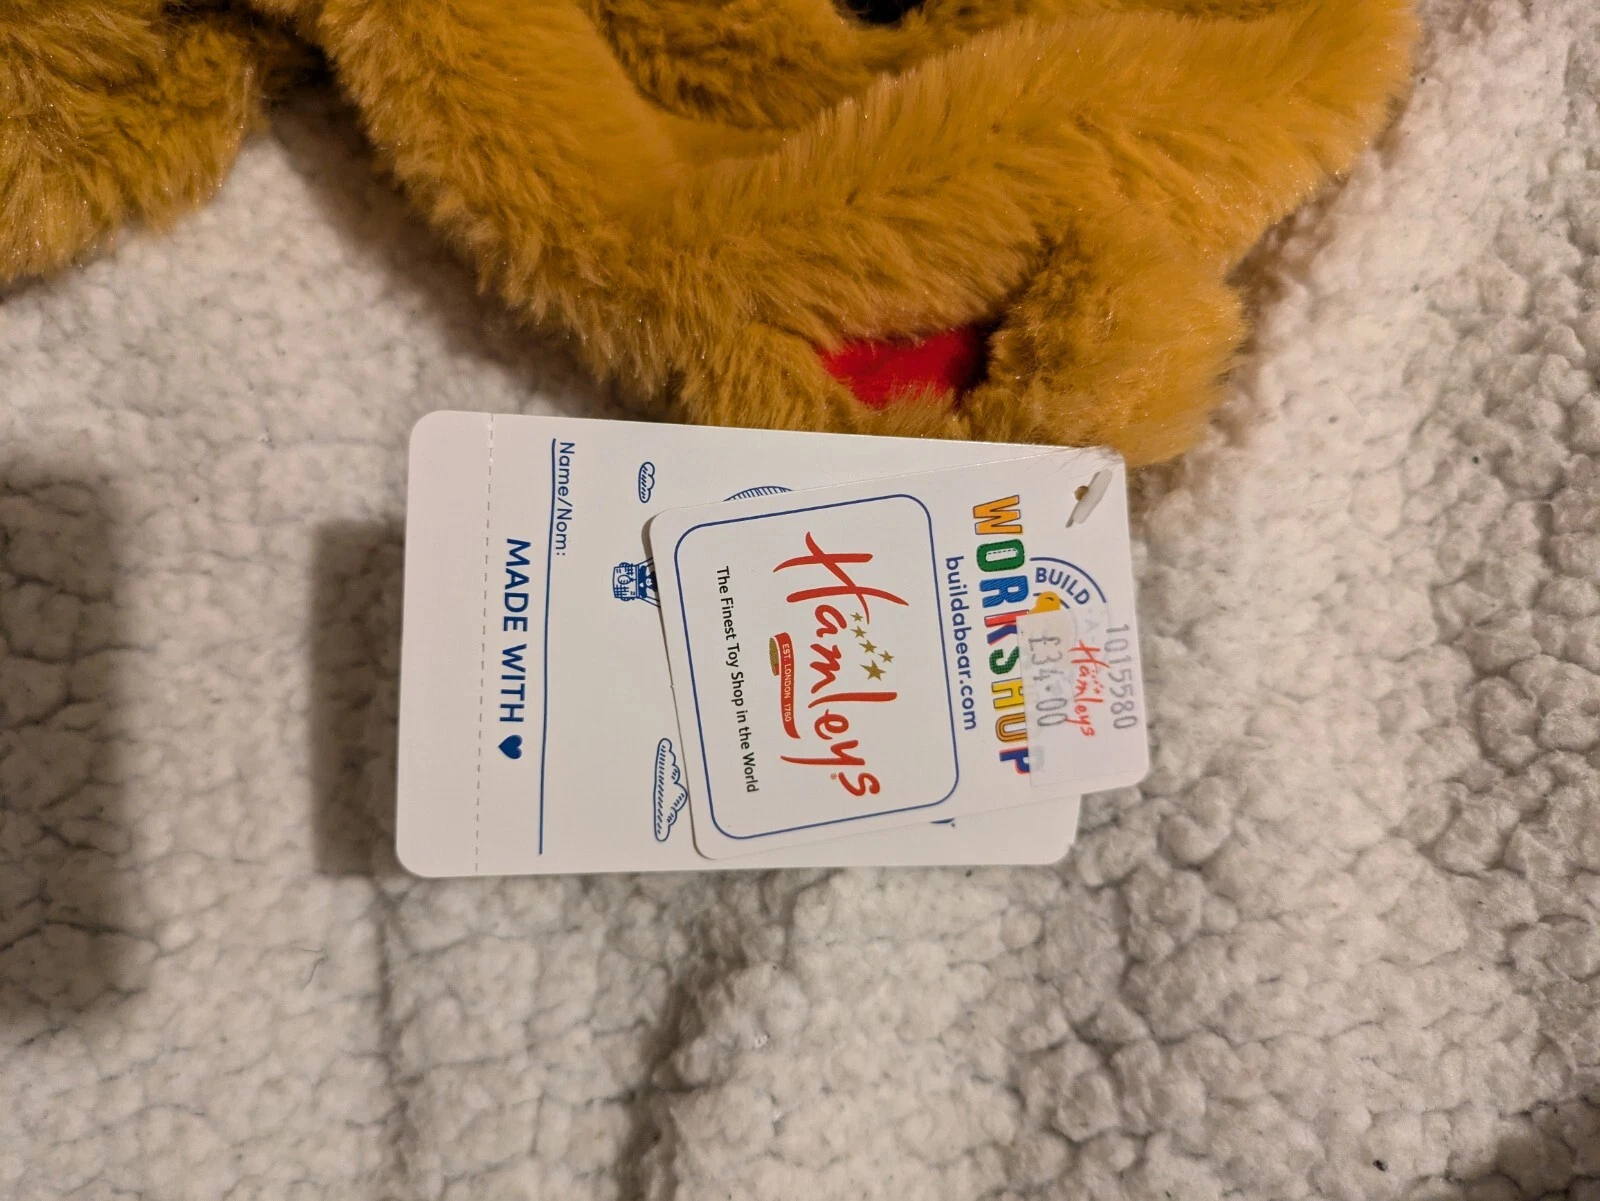 BUILD
A
WORKSHOP
buildabear.com
1015580
Hamleys
£34.00
Hamleys
EST. LONDON 1760
The Finest Toy Shop in the World
Name/Nom:
MADE WITH ♥